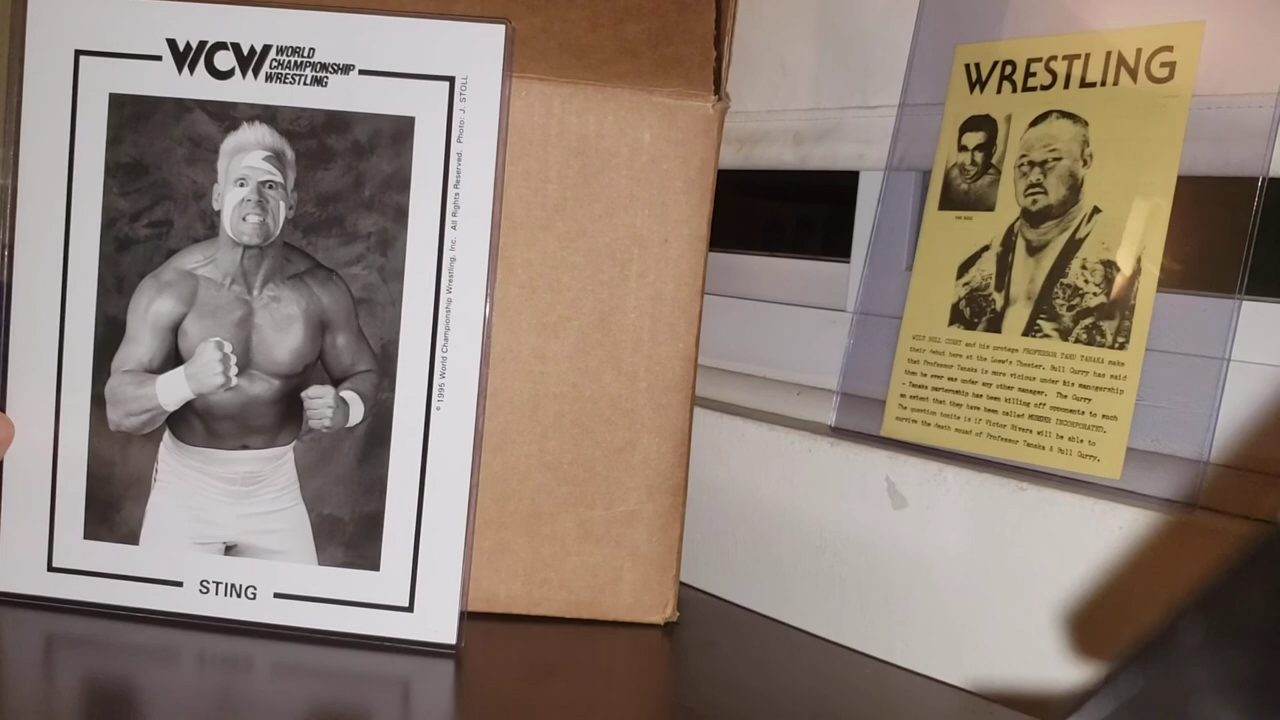 WCW WORLD
CHAMPIONSHIP
WRESTLING
© 1995 World Championship Wrestling, Inc. All Rights Reserved. Photo: J. STOLL
STING
WRESTLING
WILD BULL CURRY and his protege PROFESSOR TARU TANAKA make
their debut here at the Loew's Theater. Bull Curry has said
that Professor Tanaka is more vicious under his managership
than he ever was under any other manager. The Curry
- Tanaka parternship has been killing off opponents to such
an extent that they have been called MURDER INCORPORATED.
The question tonite is if Victor Rivera will be able to
survive the death squad of Professor Tanaka & Bull Curry.